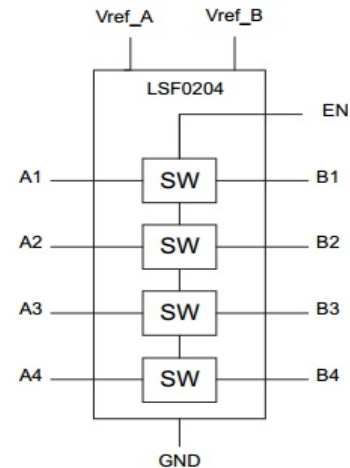 Vref_A Vref_B
LSF0204
EN
A1 SW B1
A2 SW B2
A3 SW B3
A4 SW B4
GND